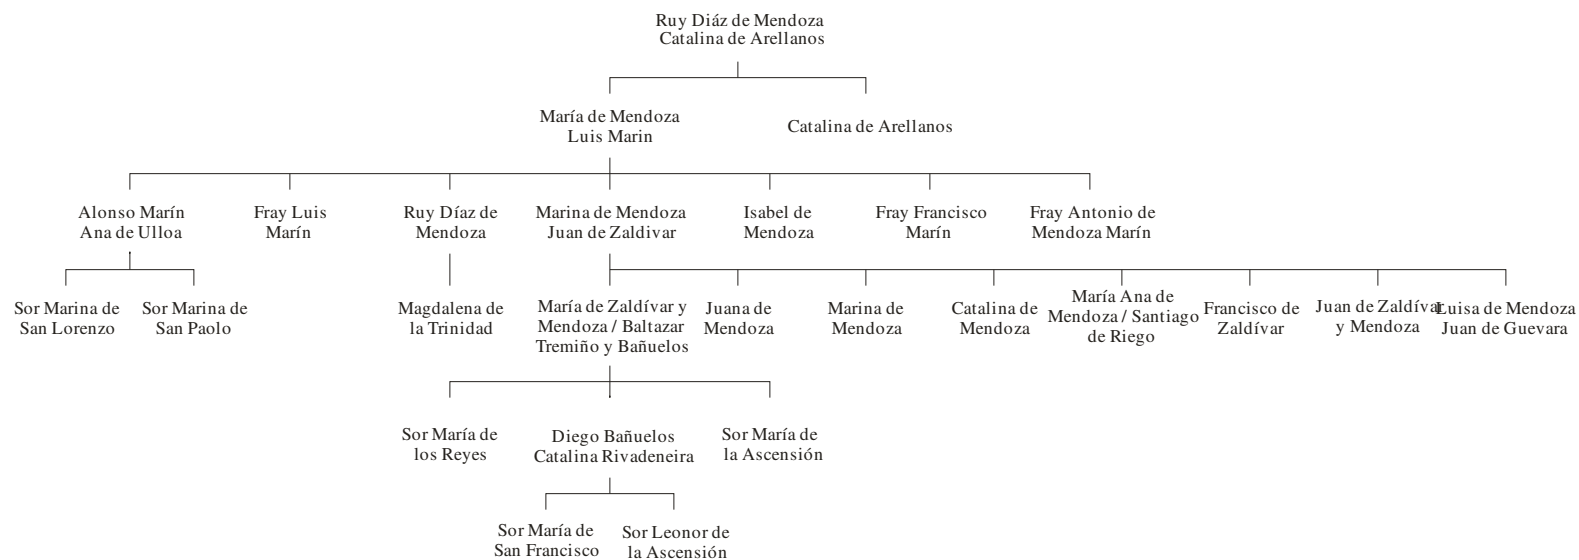 Ruy Diáz de Mendoza
Catalina de Arellanos
María de Mendoza
Luis Marin
Catalina de Arellanos
Alonso Marín
Ana de Ulloa
Fray Luis
Marín
Ruy Díaz de
Mendoza
Marina de Mendoza
Juan de Zaldivar
Isabel de
Mendoza
Fray Francisco
Marín
Fray Antonio de
Mendoza Marín
Sor Marina de
San Lorenzo
Sor Marina de
San Paolo
Magdalena de
la Trinidad
María de Zaldívar y
Mendoza / Baltazar
Tremiño y Bañuelos
Juana de
Mendoza
Marina de
Mendoza
Catalina de
Mendoza
María Ana de
Mendoza / Santiago
de Riego
Francisco de
Zaldívar
Juan de Zaldívar
y Mendoza
Luisa de Mendoza
Juan de Guevara
Sor María de
los Reyes
Diego Bañuelos
Catalina Rivadeneira
Sor María de
la Ascensión
Sor María de
San Francisco
Sor Leonor de
la Ascensión